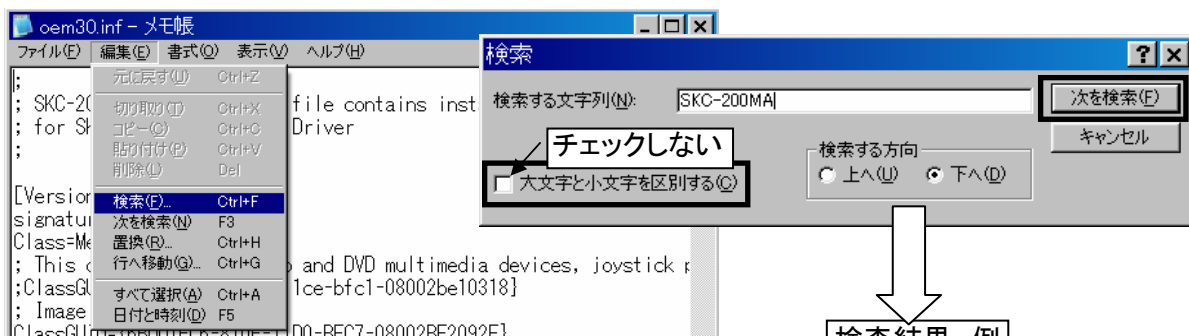 oem30.inf - メモ帳
ファイル(F) 編集(E) 書式(O) 表示(V) ヘルプ(H)
元に戻す(U) Ctrl+Z
切り取り(T) Ctrl+X
コピー(C) Ctrl+C
貼り付け(P) Ctrl+V
削除(L) Del
検索(F)... Ctrl+F
次を検索(N) F3
置換(R)... Ctrl+H
行へ移動(G)... Ctrl+G
すべて選択(A) Ctrl+A
日付と時刻(D) F5
;
; SKC-20 file contains inst
; for Sk Driver
;
[Version
signatu
Class=Me
; This and DVD multimedia devices, joystick p
;ClassGU 1ce-bfc1-08002be10318}
; Image
D0-BEC7-08002BE2092F}
検索
検索する文字列(N): SKC-200MA
次を検索(F)
キャンセル
チェックしない
大文字と小文字を区別する(C)
検索する方向
上へ(U) 下へ(D)